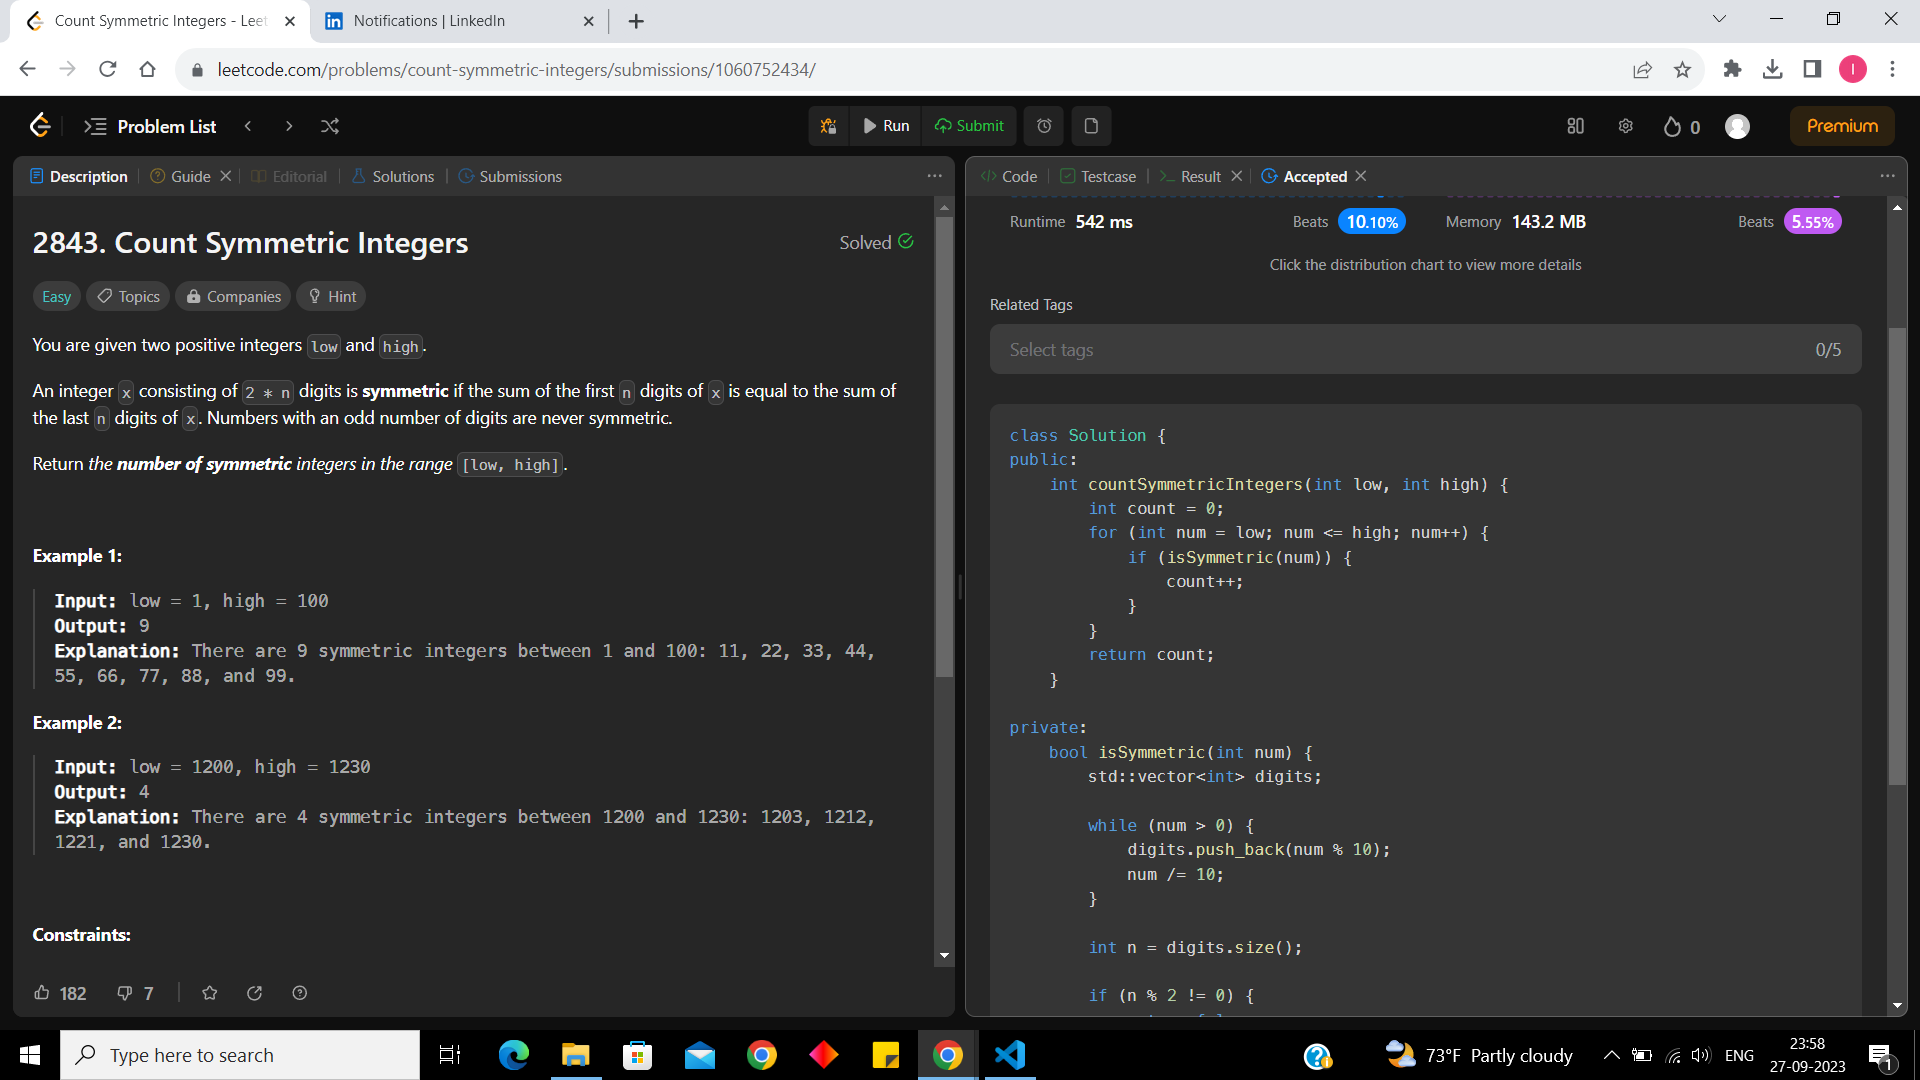 Count Symmetric Integers - Leet
Notifications | LinkedIn
leetcode.com/problems/count-symmetric-integers/submissions/1060752434/
I
Problem List
Run
Submit
0
Premium
Description
Guide
Editorial
Solutions
Submissions
2843. Count Symmetric Integers
Solved
Easy
Topics
Companies
Hint
You are given two positive integers low and high.
An integer x consisting of 2 * n digits is symmetric if the sum of the first n digits of x is equal to the sum of
the last n digits of x. Numbers with an odd number of digits are never symmetric.
Return the number of symmetric integers in the range [low, high].
Example 1:
Input: low = 1, high = 100
Output: 9
Explanation: There are 9 symmetric integers between 1 and 100: 11, 22, 33, 44,
55, 66, 77, 88, and 99.
Example 2:
Input: low = 1200, high = 1230
Output: 4
Explanation: There are 4 symmetric integers between 1200 and 1230: 1203, 1212,
1221, and 1230.
Constraints:
182
7
Code
Testcase
Result
Accepted
Runtime 542 ms
Beats 10.10%
Memory 143.2 MB
Beats 5.55%
Click the distribution chart to view more details
Related Tags
Select tags
0/5
class Solution {
public:
int countSymmetricIntegers(int low, int high) {
int count = 0;
for (int num = low; num <= high; num++) {
if (isSymmetric(num)) {
count++;
}
}
return count;
}
private:
bool isSymmetric(int num) {
std::vector<int> digits;
while (num > 0) {
digits.push_back(num % 10);
num /= 10;
}
int n = digits.size();
if (n % 2 != 0) {
Type here to search
73°F Partly cloudy
ENG
23:58
27-09-2023
1